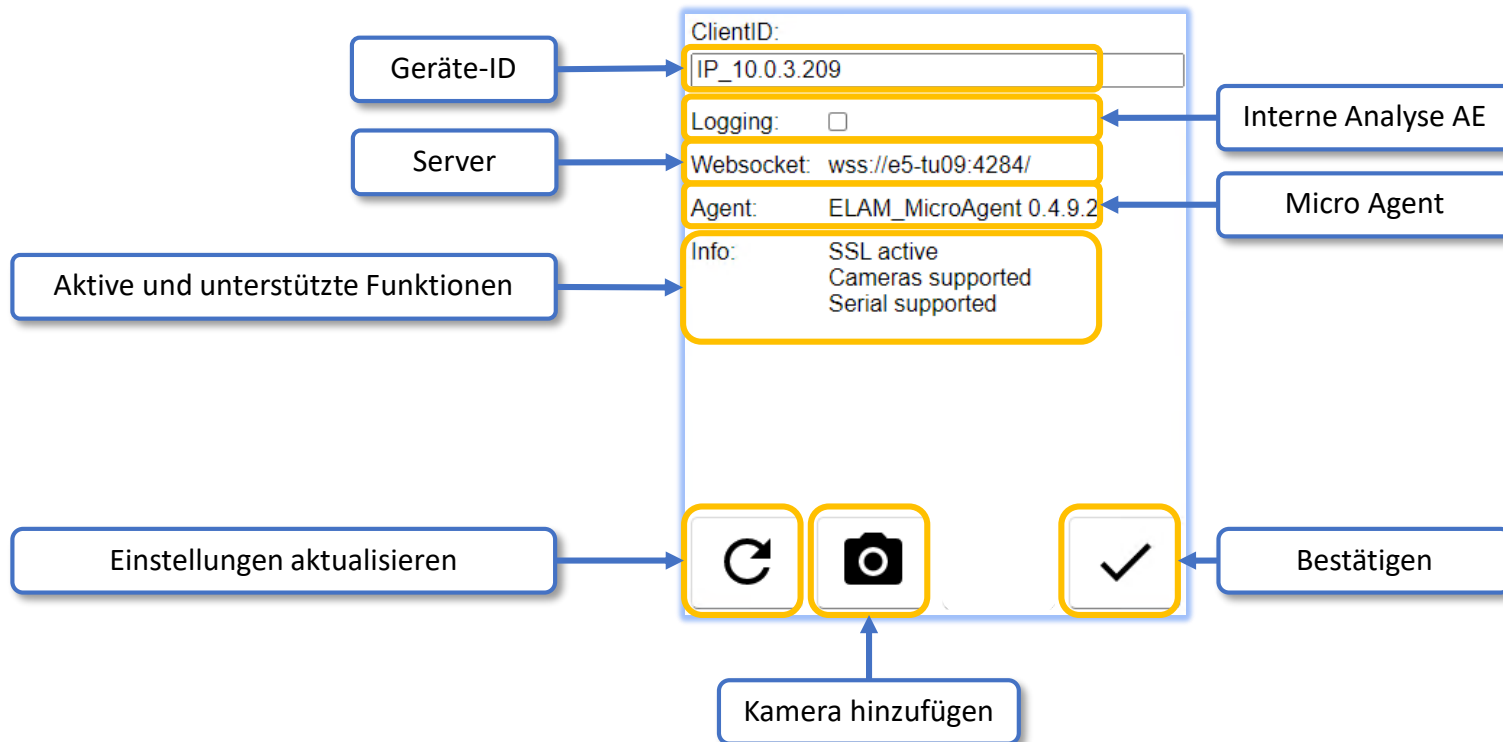 ClientID:
Geräte-ID
IP_10.0.3.209
Logging:
Interne Analyse AE
Server
Websocket: wss://e5-tu09:4284/
Agent: ELAM_MicroAgent 0.4.9.2
Micro Agent
Info: SSL active
Cameras supported
Serial supported
Aktive und unterstützte Funktionen
Einstellungen aktualisieren
Bestätigen
Kamera hinzufügen